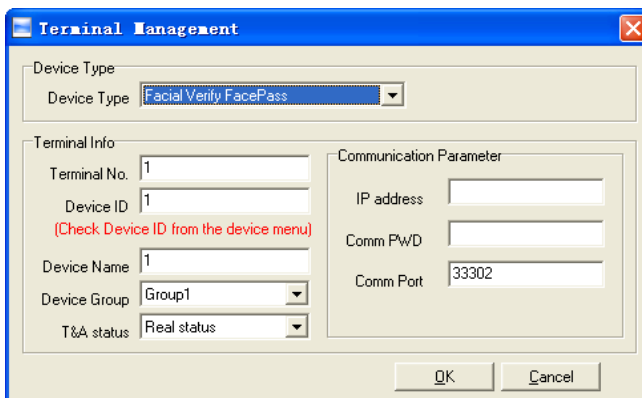 Terminal Management
Device Type
Device Type Facial Verify FacePass
Terminal Info
Terminal No. 1
Device ID 1
(Check Device ID from the device menu)
Device Name 1
Device Group Group1
T&A status Real status
Communication Parameter
IP address
Comm PWD
Comm Port 33302
OK Cancel